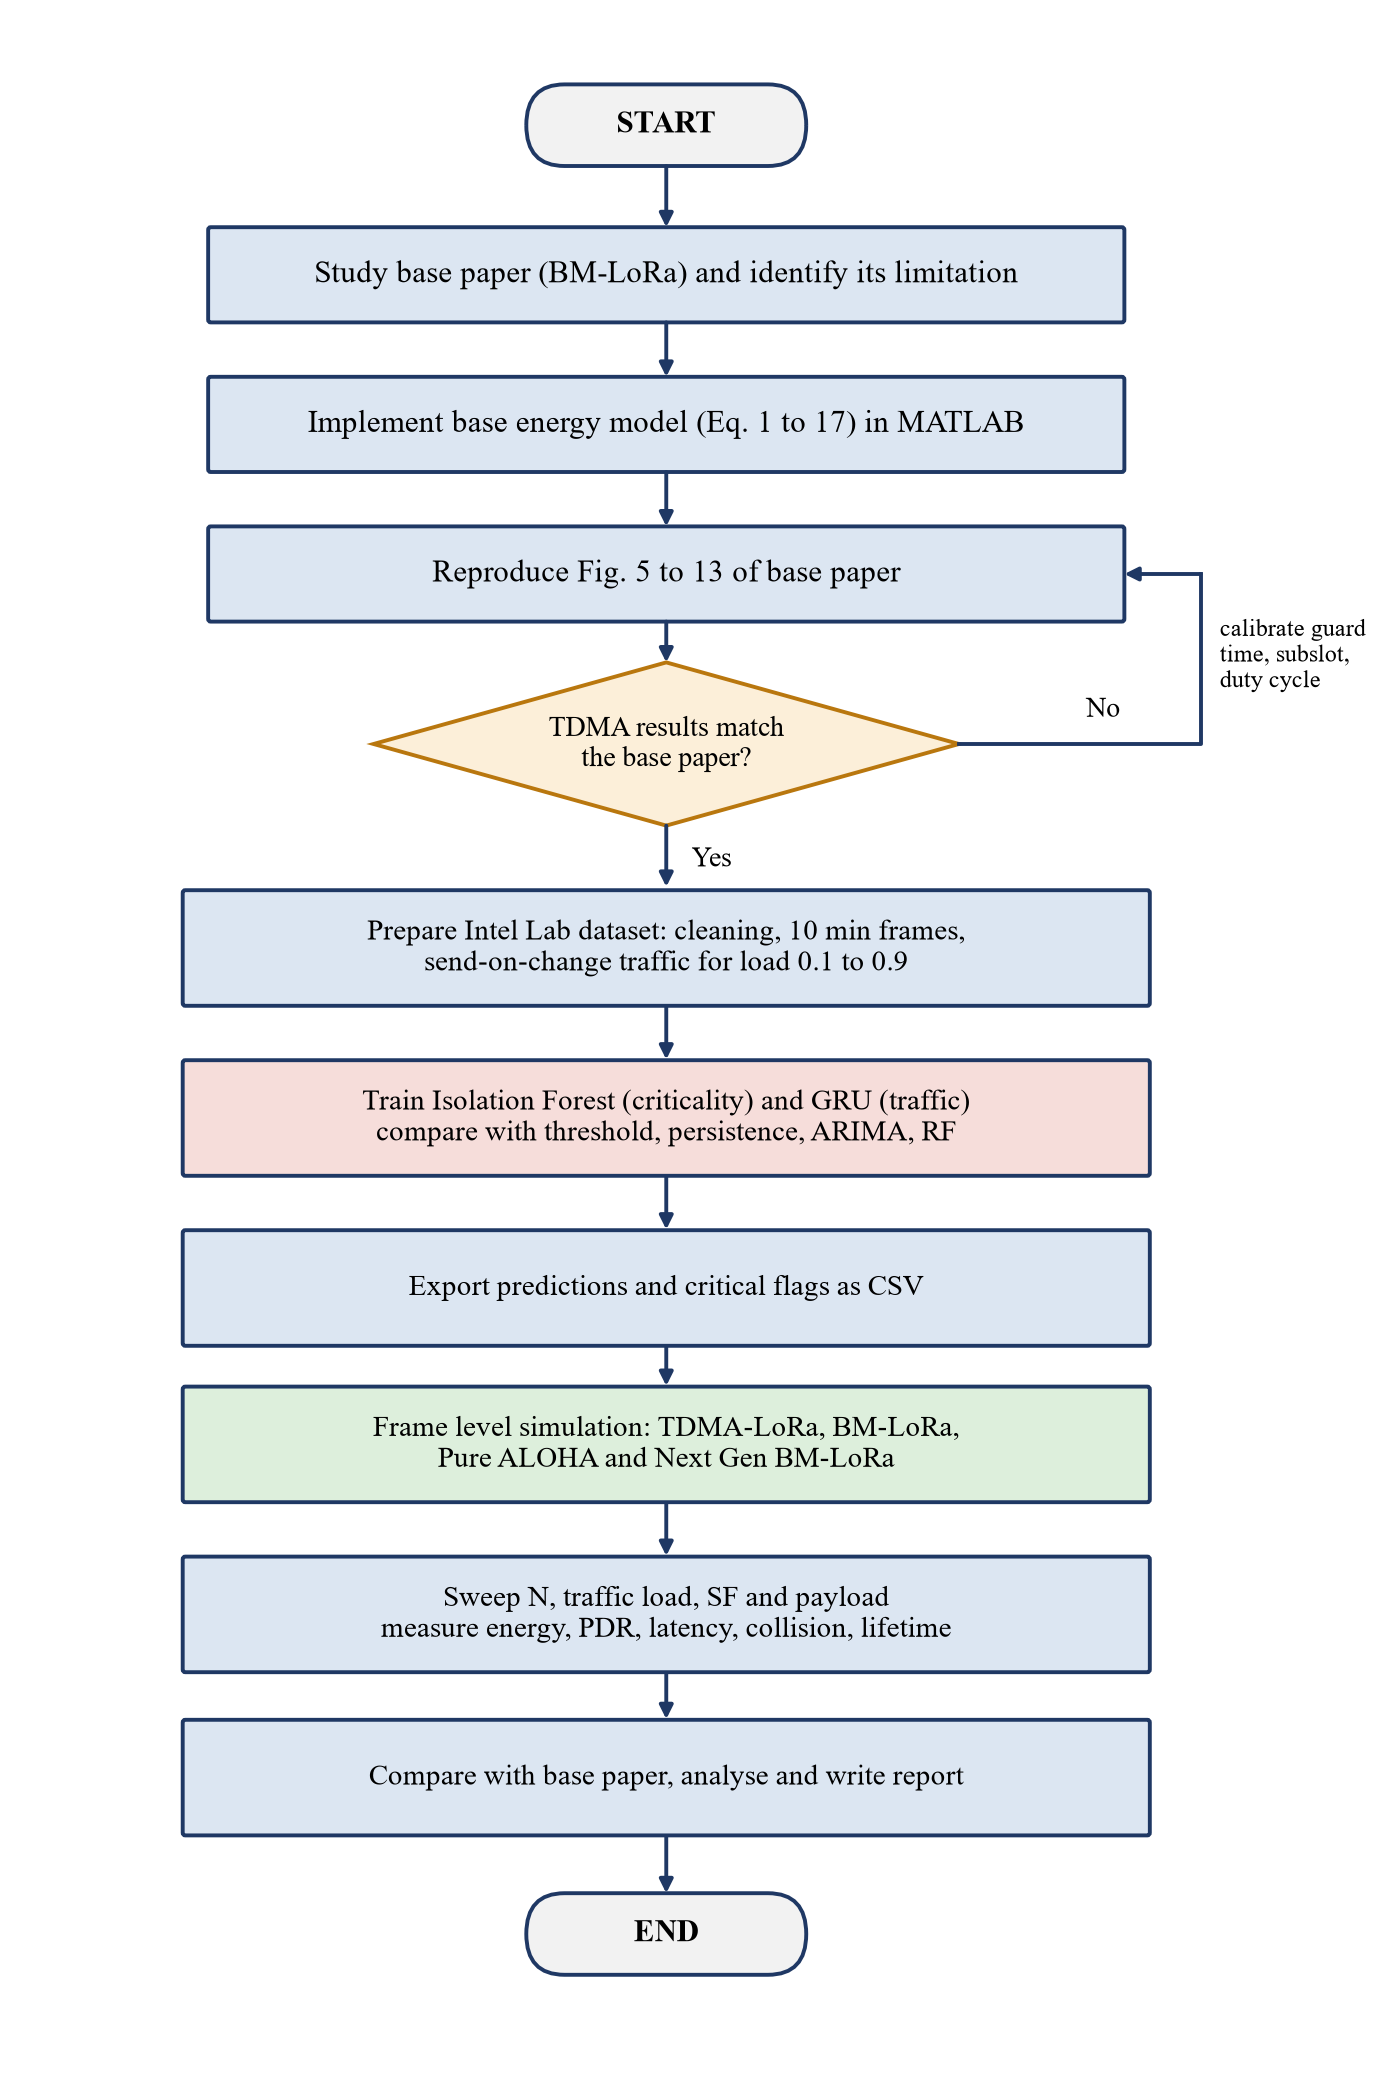 START
Study base paper (BM-LoRa) and identify its limitation
Implement base energy model (Eq. 1 to 17) in MATLAB
Reproduce Fig. 5 to 13 of base paper
calibrate guard
time, subslot,
duty cycle
No
TDMA results match
the base paper?
Yes
Prepare Intel Lab dataset: cleaning, 10 min frames,
send-on-change traffic for load 0.1 to 0.9
Train Isolation Forest (criticality) and GRU (traffic)
compare with threshold, persistence, ARIMA, RF
Export predictions and critical flags as CSV
Frame level simulation: TDMA-LoRa, BM-LoRa,
Pure ALOHA and Next Gen BM-LoRa
Sweep N, traffic load, SF and payload
measure energy, PDR, latency, collision, lifetime
Compare with base paper, analyse and write report
END